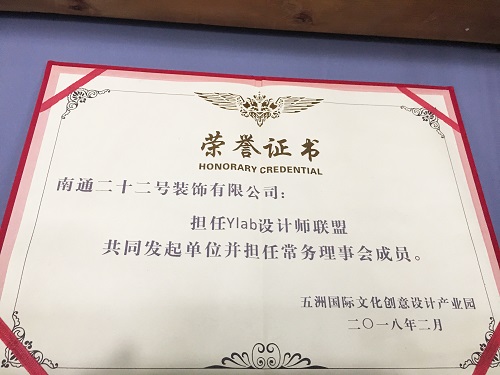 荣誉证书
HONORARY CREDENTIAL
南通二十二号装饰有限公司：
担任Ylab设计师联盟
共同发起单位并担任常务理事会成员。
五洲国际文化创意设计产业园
二〇一八年二月